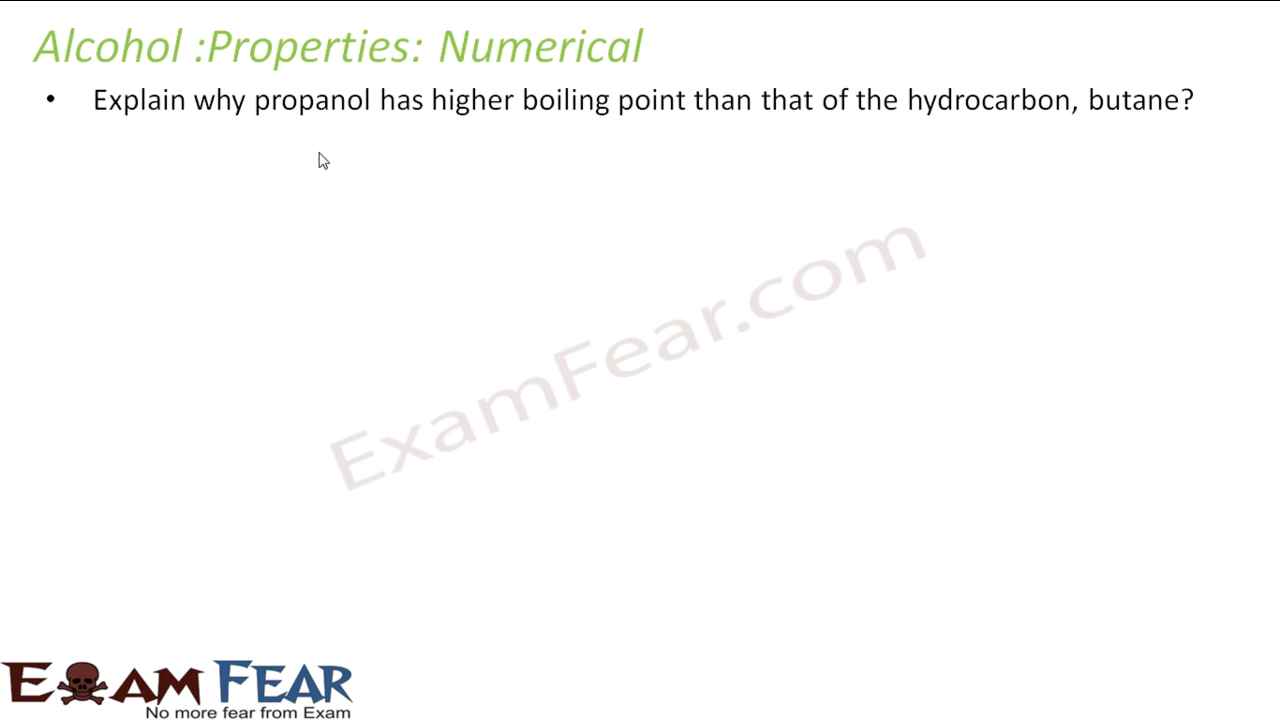 Alcohol :Properties: Numerical
• Explain why propanol has higher boiling point than that of the hydrocarbon, butane?
ExamFear.com
EXAM FEAR
No more fear from Exam